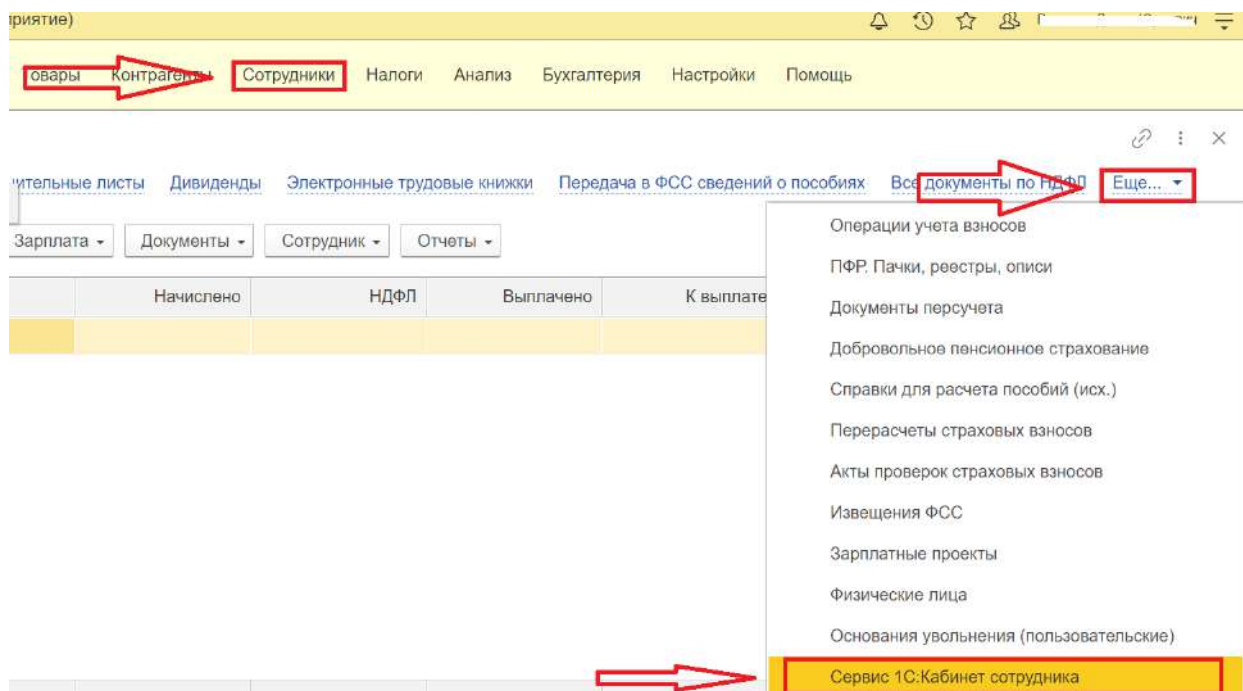 приятие)
овары Контрагенты Сотрудники Налоги Анализ Бухгалтерия Настройки Помощь
ительные листы Дивиденды Электронные трудовые книжки Передача в ФСС сведений о пособиях Все документы по НДФЛ Еще...
Зарплата Документы Сотрудник Отчеты
Начислено НДФЛ Выплачено К выплате
Операции учета взносов
ПФР. Пачки, реестры, описи
Документы персучета
Добровольное пенсионное страхование
Справки для расчета пособий (исх.)
Перерасчеты страховых взносов
Акты проверок страховых взносов
Извещения ФСС
Зарплатные проекты
Физические лица
Основания увольнения (пользовательские)
Сервис 1С:Кабинет сотрудника